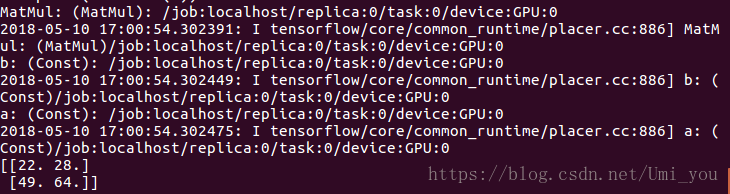 MatMul: (MatMul): /job:localhost/replica:0/task:0/device:GPU:0
2018-05-10 17:00:54.302391: I tensorflow/core/common_runtime/placer.cc:886] MatM
ul: (MatMul)/job:localhost/replica:0/task:0/device:GPU:0
b: (Const): /job:localhost/replica:0/task:0/device:GPU:0
2018-05-10 17:00:54.302449: I tensorflow/core/common_runtime/placer.cc:886] b: (
Const)/job:localhost/replica:0/task:0/device:GPU:0
a: (Const): /job:localhost/replica:0/task:0/device:GPU:0
2018-05-10 17:00:54.302475: I tensorflow/core/common_runtime/placer.cc:886] a: (
Const)/job:localhost/replica:0/task:0/device:GPU:0
[[22. 28.]
[49. 64.]]
https://blog.csdn.net/Umi_you